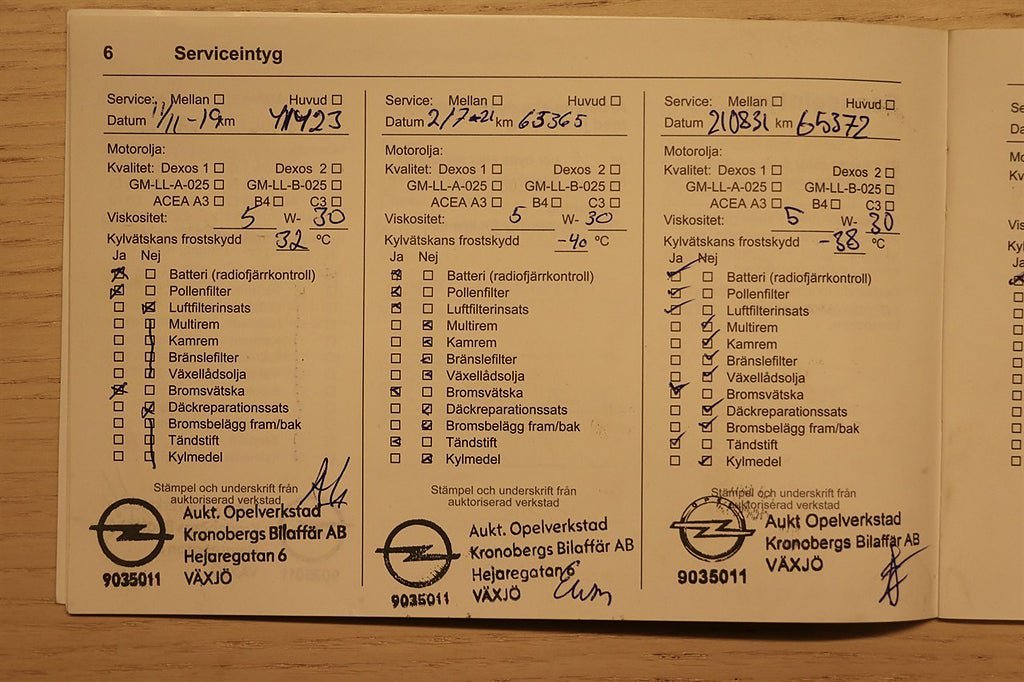 6 Serviceintyg
Service: Mellan Huvud
Datum 11/11-19 km 41423
Motorolja:
Kvalitet: Dexos 1 Dexos 2
GM-LL-A-025 GM-LL-B-025
ACEA A3 B4 C3
Viskositet: 5 W- 30
Kylvätskans frostskydd 32 °C
Ja Nej
Batteri (radiofjärrkontroll)
Pollenfilter
Luftfilterinsats
Multirem
Kamrem
Bränslefilter
Växellådsolja
Bromsvätska
Däckreparationssats
Bromsbelägg fram/bak
Tändstift
Kylmedel
Stämpel och underskrift från
auktoriserad verkstad
Aukt. Opelverkstad
Kronobergs Bilaffär AB
Hejaregatan 6
9035011 VÄXJÖ
Service: Mellan Huvud
Datum 2/7-21 km 63365
Motorolja:
Kvalitet: Dexos 1 Dexos 2
GM-LL-A-025 GM-LL-B-025
ACEA A3 B4 C3
Viskositet: 5 W- 30
Kylvätskans frostskydd -40 °C
Ja Nej
Batteri (radiofjärrkontroll)
Pollenfilter
Luftfilterinsats
Multirem
Kamrem
Bränslefilter
Växellådsolja
Bromsvätska
Däckreparationssats
Bromsbelägg fram/bak
Tändstift
Kylmedel
Stämpel och underskrift från
auktoriserad verkstad
Aukt. Opelverkstad
Kronobergs Bilaffär AB
Hejaregatan 6
9035011 VÄXJÖ
Service: Mellan Huvud
Datum 210831 km 65372
Motorolja:
Kvalitet: Dexos 1 Dexos 2
GM-LL-A-025 GM-LL-B-025
ACEA A3 B4 C3
Viskositet: 5 W- 30
Kylvätskans frostskydd -38 °C
Ja Nej
Batteri (radiofjärrkontroll)
Pollenfilter
Luftfilterinsats
Multirem
Kamrem
Bränslefilter
Växellådsolja
Bromsvätska
Däckreparationssats
Bromsbelägg fram/bak
Tändstift
Kylmedel
Stämpel och underskrift från
auktoriserad verkstad
Aukt Opelverkstad
Kronobergs Bilaffär AB
9035011 VÄXJÖ